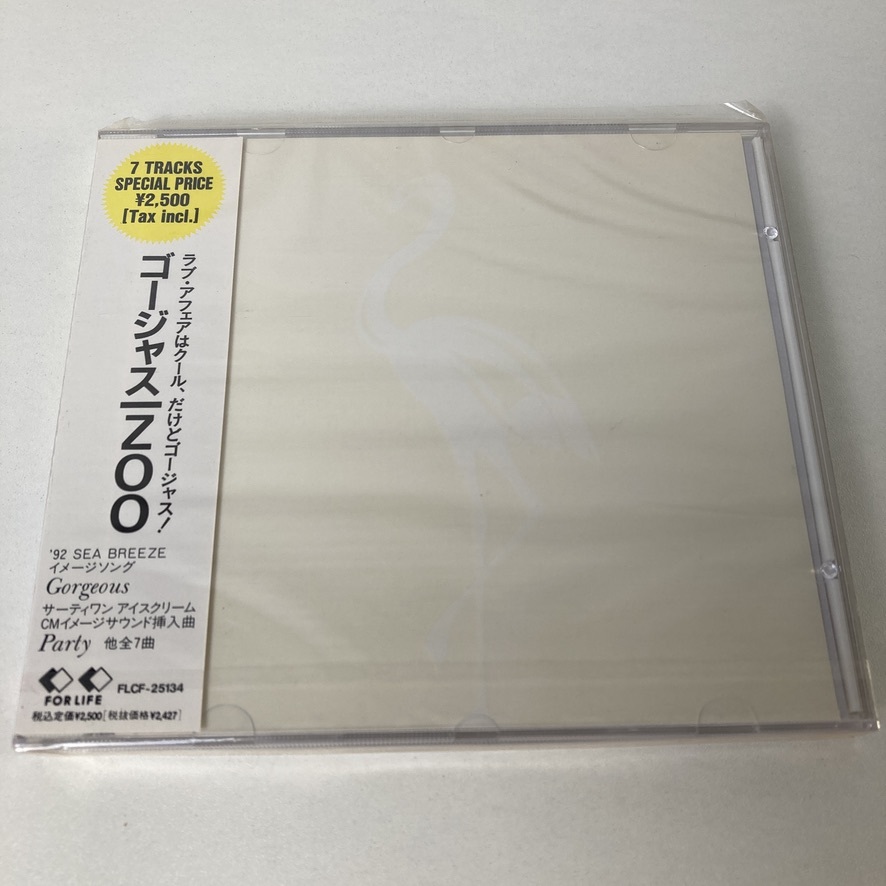 7 TRACKS
SPECIAL PRICE
¥2,500
[Tax incl.]
ラブ・アフェアはクール、だけどゴージャス!
ゴージャス|ZOO
'92 SEA BREEZE
イメージソング
Gorgeous
サーティワン アイスクリーム
CMイメージサウンド挿入曲
Party 他全7曲
FOR LIFE
FLCF-25134
税込定価¥2,500[税抜価格¥2,427]